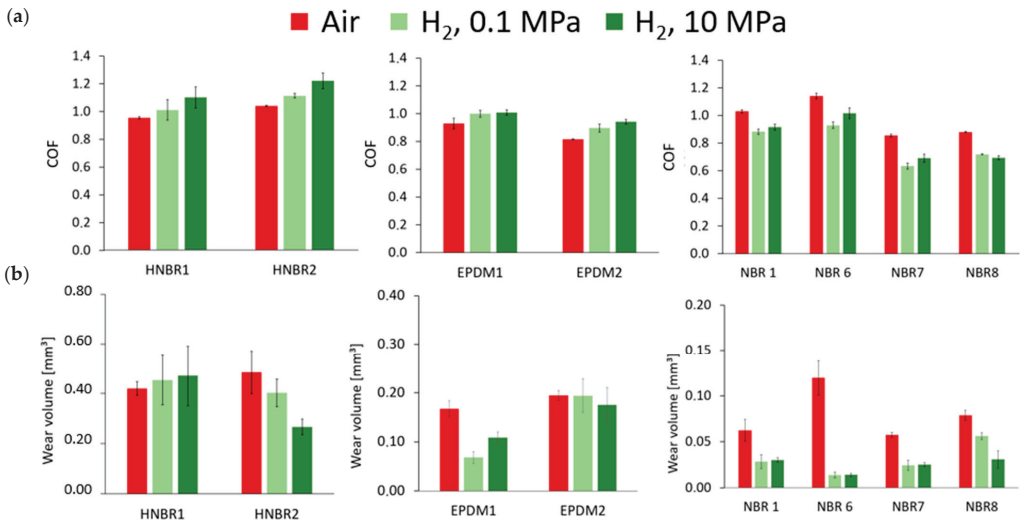 (a)
Air H₂, 0.1 MPa H₂, 10 MPa
COF
1.4
1.2
1.0
0.8
0.6
0.4
0.2
0.0
HNBR1 HNBR2
COF
1.4
1.2
1.0
0.8
0.6
0.4
0.2
0.0
EPDM1 EPDM2
COF
1.4
1.2
1.0
0.8
0.6
0.4
0.2
0.0
NBR 1 NBR 6 NBR7 NBR8
(b)
Wear volume [mm³]
0.80
0.60
0.40
0.20
0.00
HNBR1 HNBR2
Wear volume [mm³]
0.40
0.30
0.20
0.10
0.00
EPDM1 EPDM2
Wear volume [mm³]
0.20
0.15
0.10
0.05
0.00
NBR 1 NBR 6 NBR7 NBR8